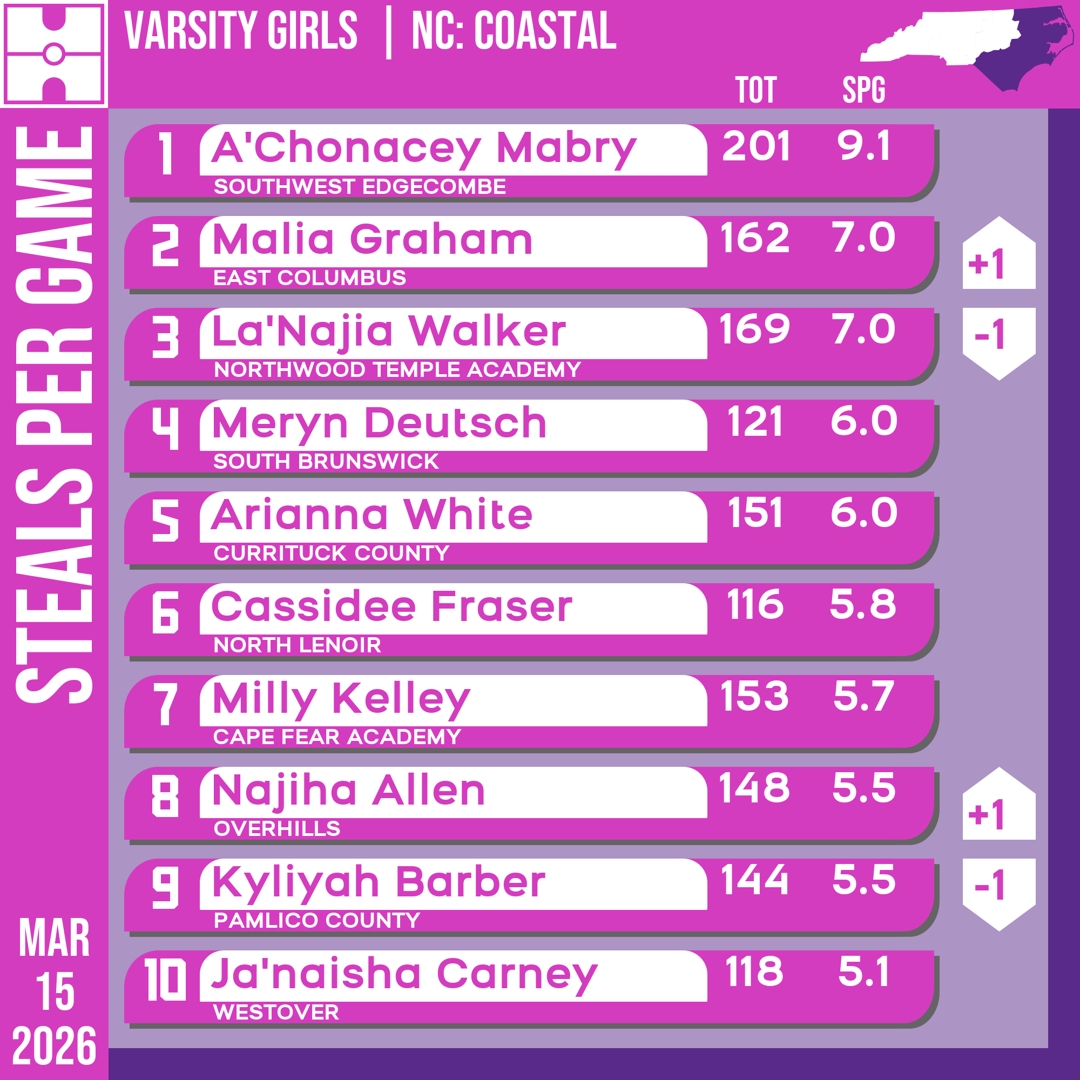 VARSITY GIRLS | NC: COASTAL
TOT SPG
STEALS PER GAME
1 A'Chonacey Mabry 201 9.1
SOUTHWEST EDGECOMBE
2 Malia Graham 162 7.0 +1
EAST COLUMBUS
3 La'Najia Walker 169 7.0 -1
NORTHWOOD TEMPLE ACADEMY
4 Meryn Deutsch 121 6.0
SOUTH BRUNSWICK
5 Arianna White 151 6.0
CURRITUCK COUNTY
6 Cassidee Fraser 116 5.8
NORTH LENOIR
7 Milly Kelley 153 5.7
CAPE FEAR ACADEMY
8 Najiha Allen 148 5.5 +1
OVERHILLS
9 Kyliyah Barber 144 5.5 -1
PAMLICO COUNTY
10 Ja'naisha Carney 118 5.1
WESTOVER
MAR
15
2026